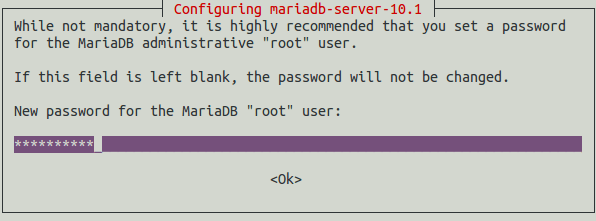 Configuring mariadb-server-10.1
While not mandatory, it is highly recommended that you set a password
for the MariaDB administrative "root" user.
If this field is left blank, the password will not be changed.
New password for the MariaDB "root" user:
**********_
<Ok>